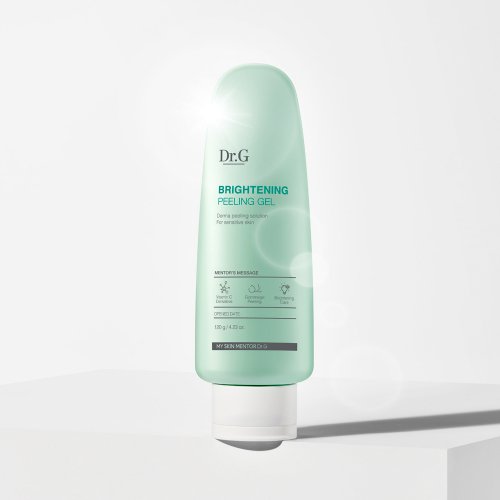 Dr.G
BRIGHTENING
PEELING GEL
Derma peeling solution
For sensitive skin
MENTOR'S MESSAGE
Vitamin C
Derivative
Peeling
Brightening
Care
OPENED DATE:
120 g / 4.23 oz.
MY SKIN MENTOR Dr.G